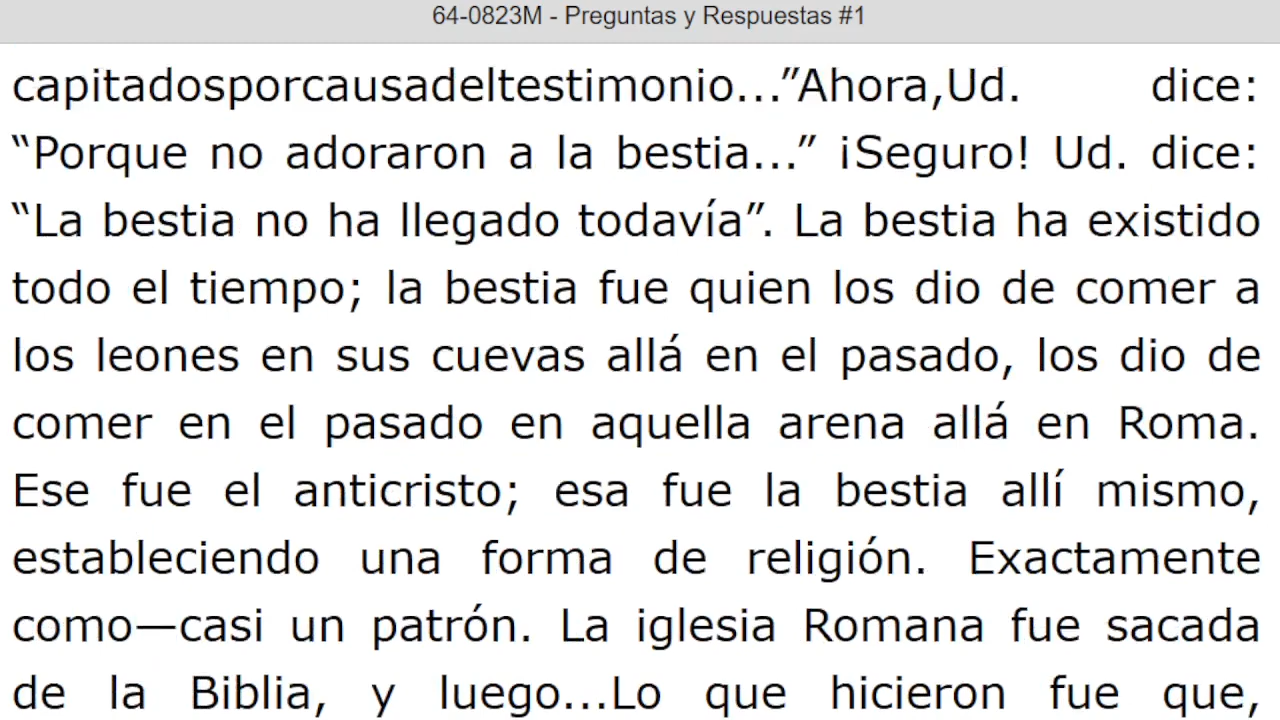 64-0823M - Preguntas y Respuestas #1
capitadosporcausadeltestimonio...”Ahora,Ud. dice:
“Porque no adoraron a la bestia...” ¡Seguro! Ud. dice:
“La bestia no ha llegado todavía”. La bestia ha existido
todo el tiempo; la bestia fue quien los dio de comer a
los leones en sus cuevas allá en el pasado, los dio de
comer en el pasado en aquella arena allá en Roma.
Ese fue el anticristo; esa fue la bestia allí mismo,
estableciendo una forma de religión. Exactamente
como—casi un patrón. La iglesia Romana fue sacada
de la Biblia, y luego...Lo que hicieron fue que,